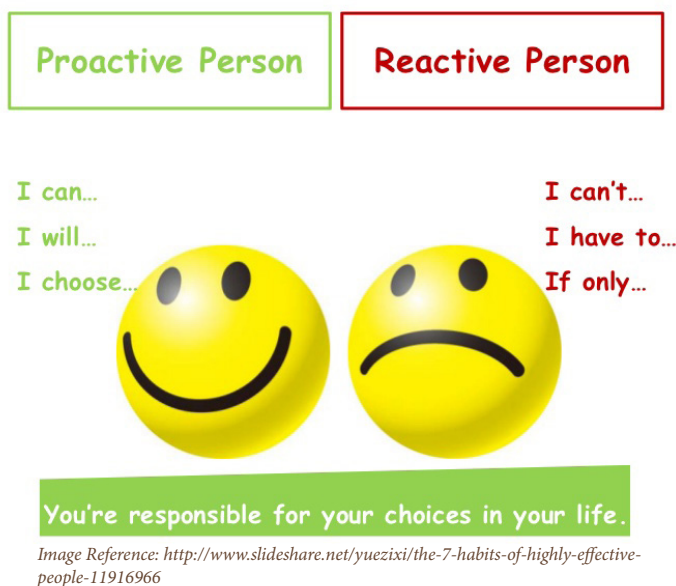 Proactive Person
Reactive Person
I can...
I will...
I choose...
I can't...
I have to...
If only...
You're responsible for your choices in your life.
Image Reference: http://www.slideshare.net/yuezixi/the-7-habits-of-highly-effective-
people-11916966